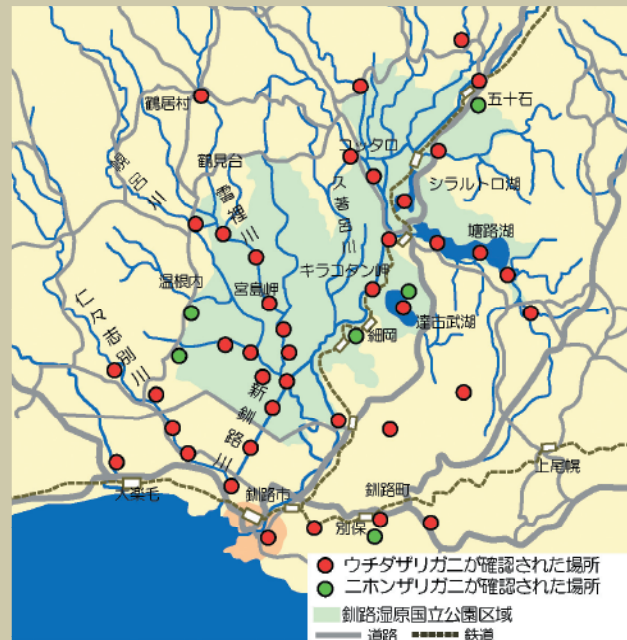 五十石
鶴居村
コッタロ
鶴見台
シラルトロ湖
雪裡川
久著呂川
塘路湖
キラコタン岬
温根内
宮島岬
仁々志別川
達古武湖
細岡
新釧路川
上尾幌
大楽毛
釧路市
釧路町
別保
ウチダザリガニが確認された場所
ニホンザリガニが確認された場所
釧路湿原国立公園区域
道路
鉄道